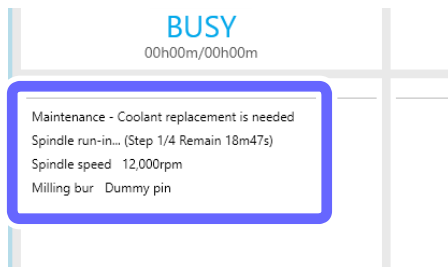 BUSY
00h00m/00h00m
Maintenance - Coolant replacement is needed
Spindle run-in... (Step 1/4 Remain 18m47s)
Spindle speed 12,000rpm
Milling bur Dummy pin